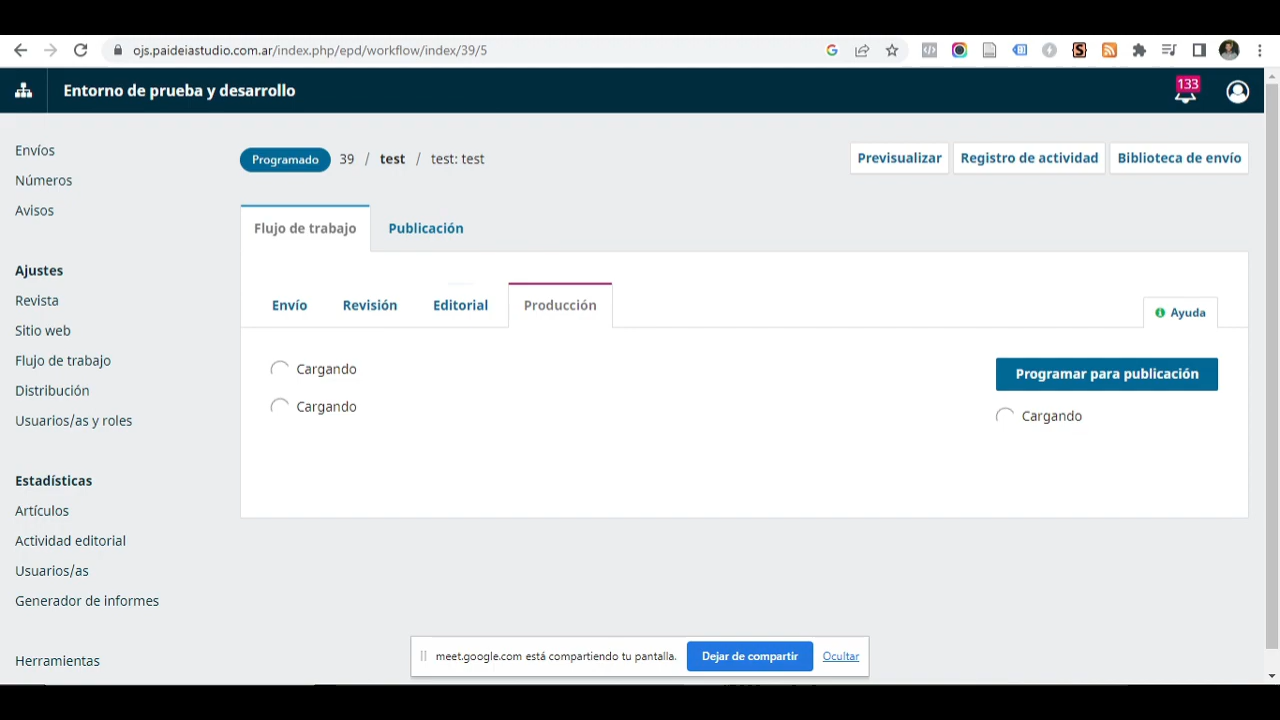 ojs.paideiastudio.com.ar/index.php/epd/workflow/index/39/5
Entorno de prueba y desarrollo
133
Envíos
Números
Avisos
Ajustes
Revista
Sitio web
Flujo de trabajo
Distribución
Usuarios/as y roles
Estadísticas
Artículos
Actividad editorial
Usuarios/as
Generador de informes
Herramientas
Programado 39 / test / test: test
Previsualizar Registro de actividad Biblioteca de envío
Flujo de trabajo Publicación
Envío Revisión Editorial Producción
Ayuda
Cargando
Cargando
Programar para publicación
Cargando
meet.google.com está compartiendo tu pantalla. Dejar de compartir Ocultar